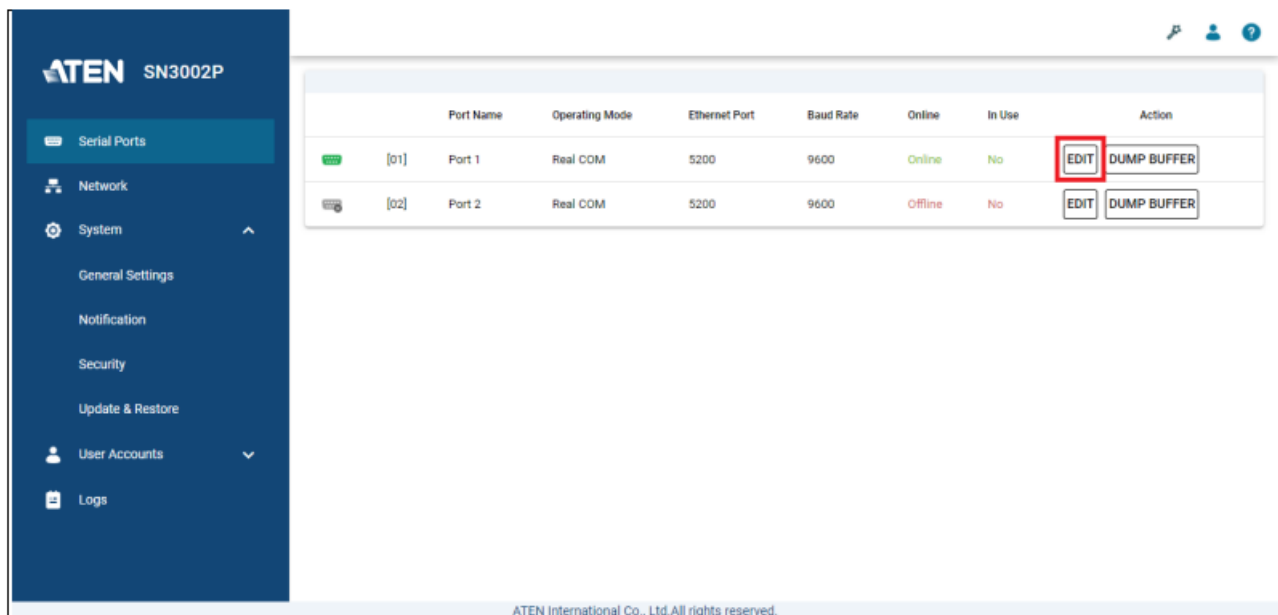 ATEN SN3002P
Serial Ports
Network
System
General Settings
Notification
Security
Update & Restore
User Accounts
Logs
Port Name Operating Mode Ethernet Port Baud Rate Online In Use Action
[01] Port 1 Real COM 5200 9600 Online No EDIT DUMP BUFFER
[02] Port 2 Real COM 5200 9600 Offline No EDIT DUMP BUFFER
ATEN International Co., Ltd.All rights reserved.